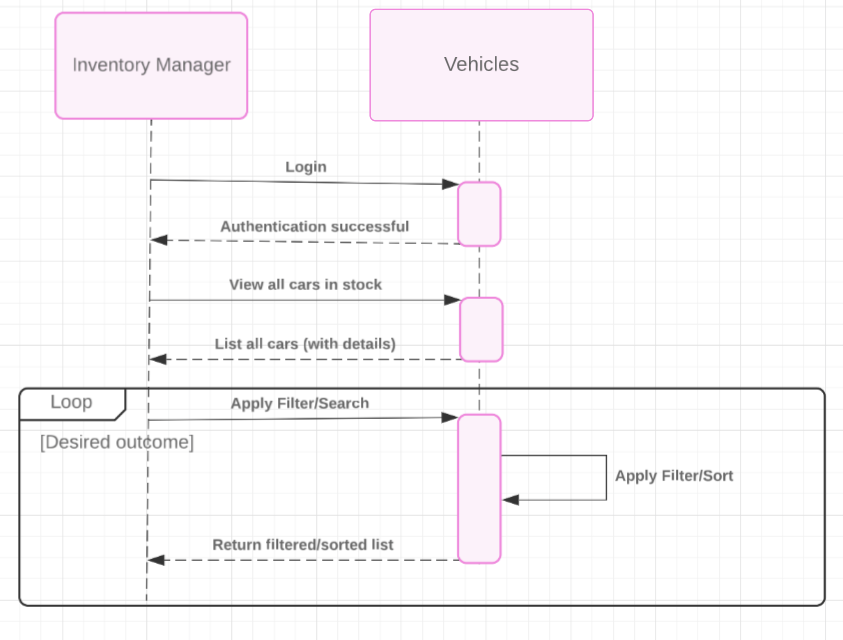 Inventory Manager
Vehicles
Login
Authentication successful
View all cars in stock
List all cars (with details)
Loop
Apply Filter/Search
[Desired outcome]
Apply Filter/Sort
Return filtered/sorted list